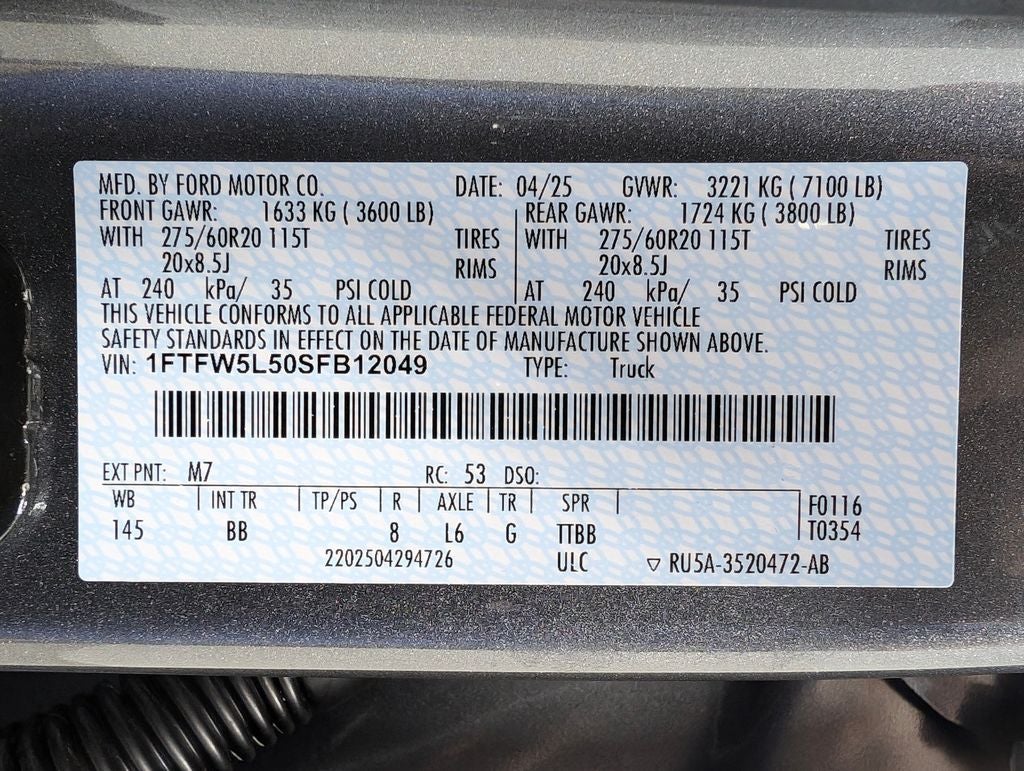 MFD. BY FORD MOTOR CO. DATE: 04/25 GVWR: 3221 KG ( 7100 LB)
FRONT GAWR: 1633 KG ( 3600 LB) REAR GAWR: 1724 KG ( 3800 LB)
WITH 275/60R20 115T TIRES WITH 275/60R20 115T TIRES
20x8.5J RIMS 20x8.5J RIMS
AT 240 kPa/ 35 PSI COLD AT 240 kPa/ 35 PSI COLD
THIS VEHICLE CONFORMS TO ALL APPLICABLE FEDERAL MOTOR VEHICLE
SAFETY STANDARDS IN EFFECT ON THE DATE OF MANUFACTURE SHOWN ABOVE.
VIN: 1FTFW5L50SFB12049 TYPE: Truck
EXT PNT: M7 RC: 53 DSO:
WB INT TR TP/PS R AXLE TR SPR F0116
145 BB 8 L6 G TTBB T0354
2202504294726 ULC ▽ RU5A-3520472-AB